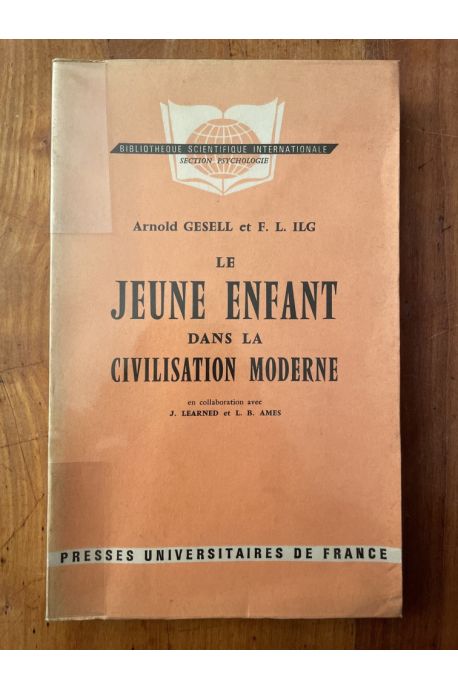 BIBLIOTHEQUE SCIENTIFIQUE INTERNATIONALE
SECTION PSYCHOLOGIE
Arnold GESELL et F. L. ILG
LE
JEUNE ENFANT
DANS LA
CIVILISATION MODERNE
en collaboration avec
J. LEARNED et L. B. AMES
PRESSES UNIVERSITAIRES DE FRANCE